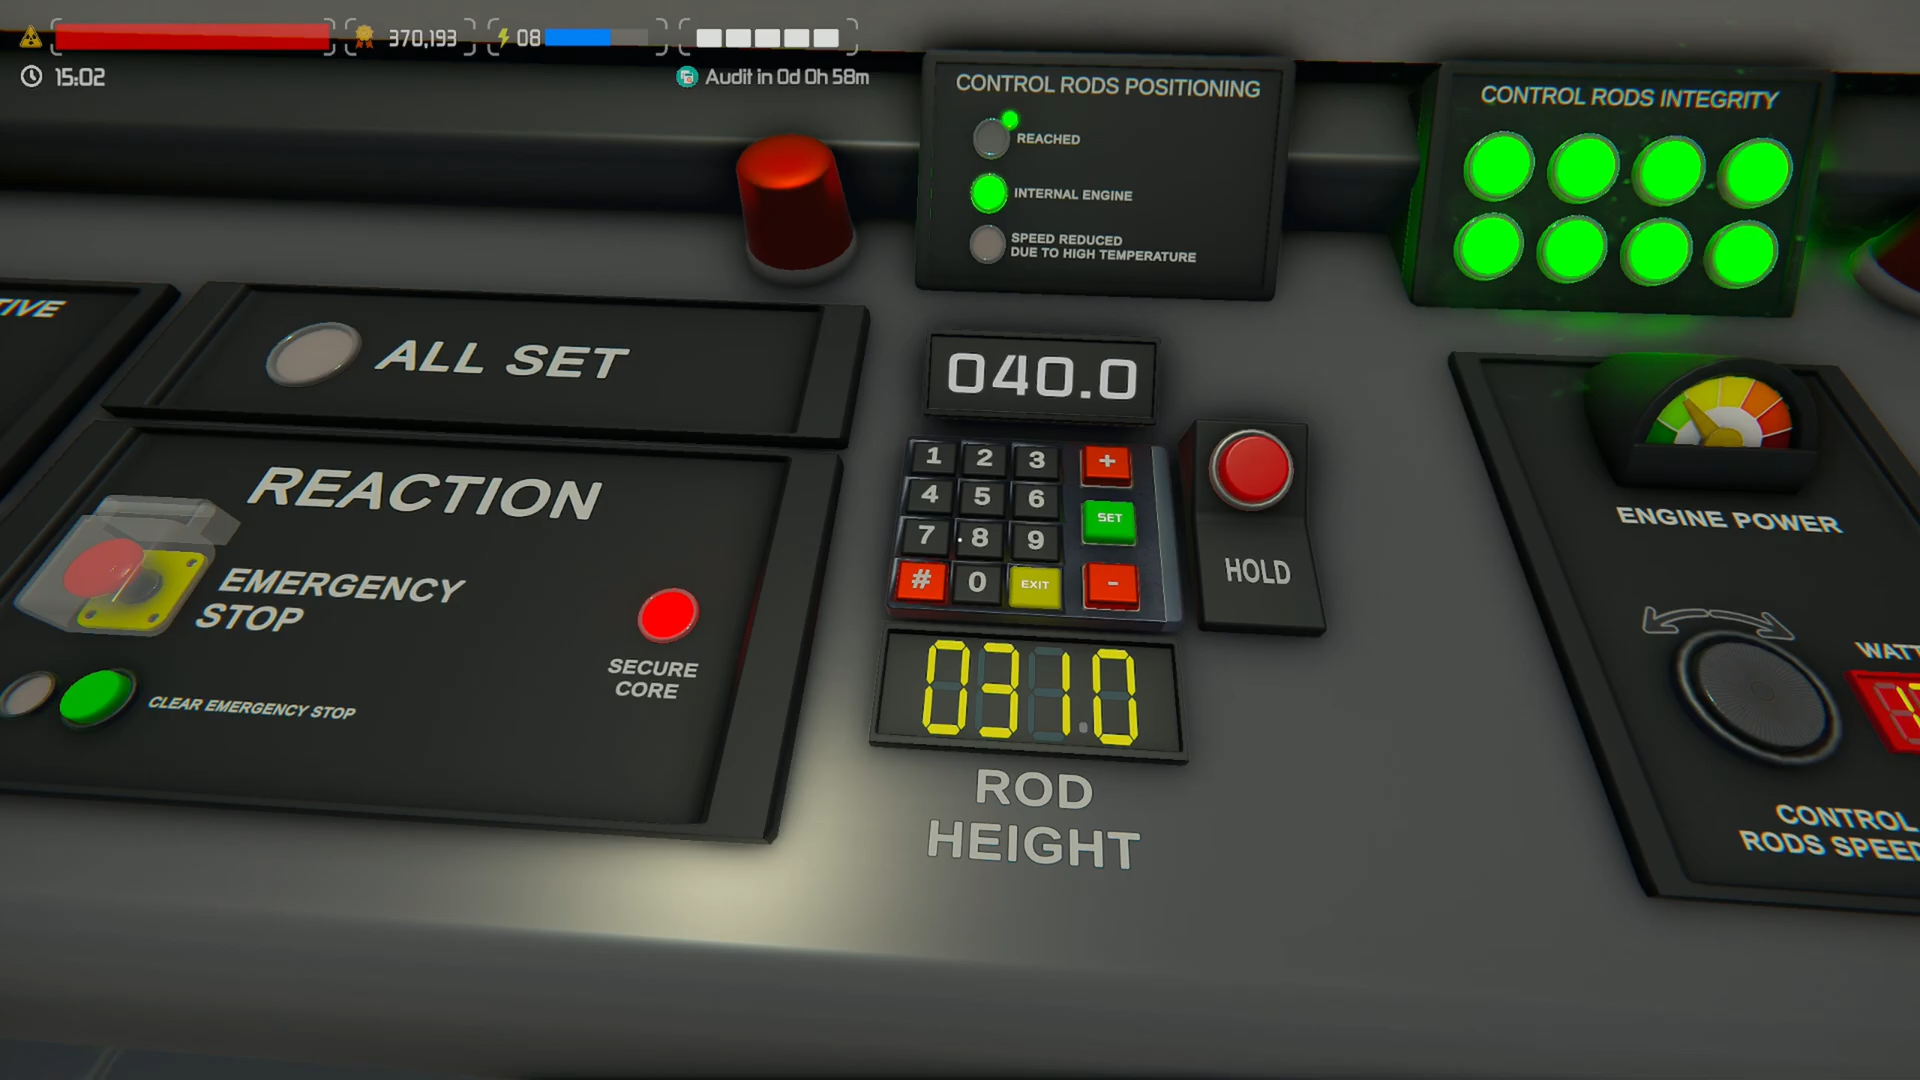 370,193
08
15:02
Audit in 0d 0h 58m
CONTROL RODS POSITIONING
REACHED
INTERNAL ENGINE
SPEED REDUCED
DUE TO HIGH TEMPERATURE
CONTROL RODS INTEGRITY
TIVE
ALL SET
040.0
REACTION
EMERGENCY
STOP
SECURE
CORE
CLEAR EMERGENCY STOP
1 2 3 +
4 5 6 SET
7 8 9
# 0 EXIT -
HOLD
031.0
ROD
HEIGHT
ENGINE POWER
WATT
CONTROL
RODS SPEED